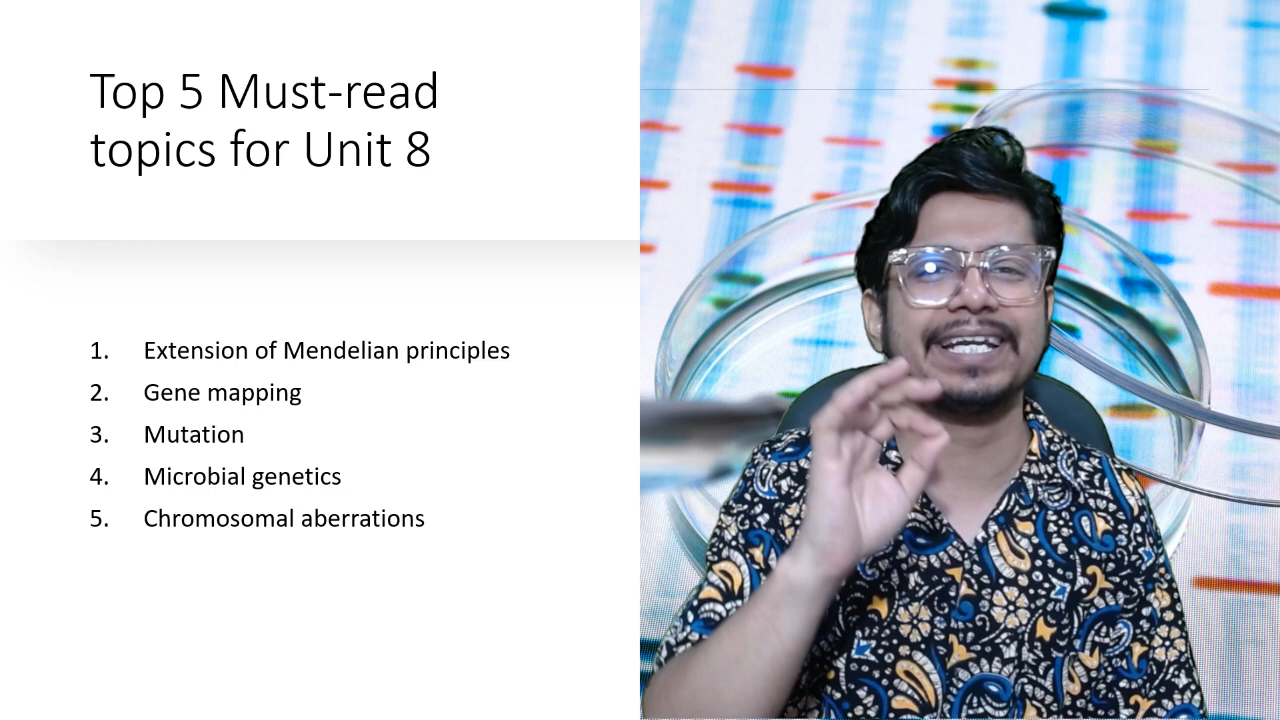 Top 5 Must-read
topics for Unit 8
1. Extension of Mendelian principles
2. Gene mapping
3. Mutation
4. Microbial genetics
5. Chromosomal aberrations